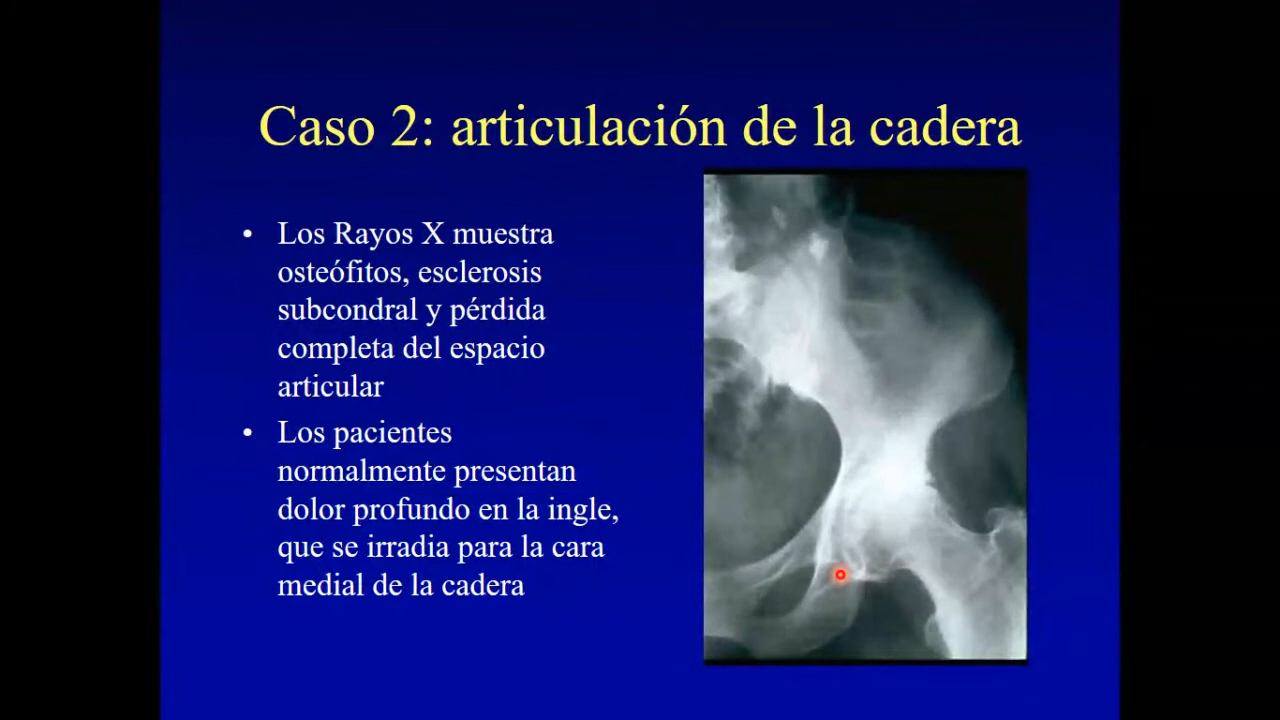 Caso 2: articulación de la cadera
• Los Rayos X muestra
osteófitos, esclerosis
subcondral y pérdida
completa del espacio
articular
• Los pacientes
normalmente presentan
dolor profundo en la ingle,
que se irradia para la cara
medial de la cadera